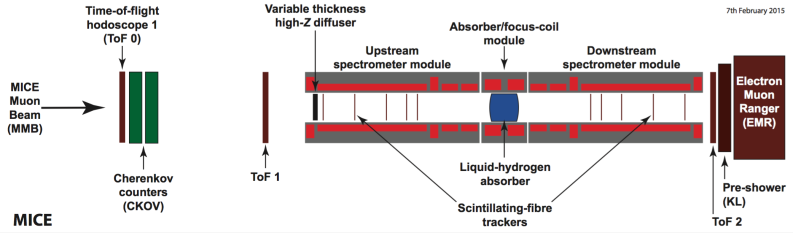 7th February 2015
Time-of-flight
hodoscope 1
(ToF 0)
Variable thickness
high-Z diffuser
Absorber/focus-coil
module
Upstream
spectrometer module
Downstream
spectrometer module
MICE
Muon
Beam
(MMB)
Electron
Muon
Ranger
(EMR)
Cherenkov
counters
(CKOV)
ToF 1
Liquid-hydrogen
absorber
Scintillating-fibre
trackers
Pre-shower
(KL)
ToF 2
MICE